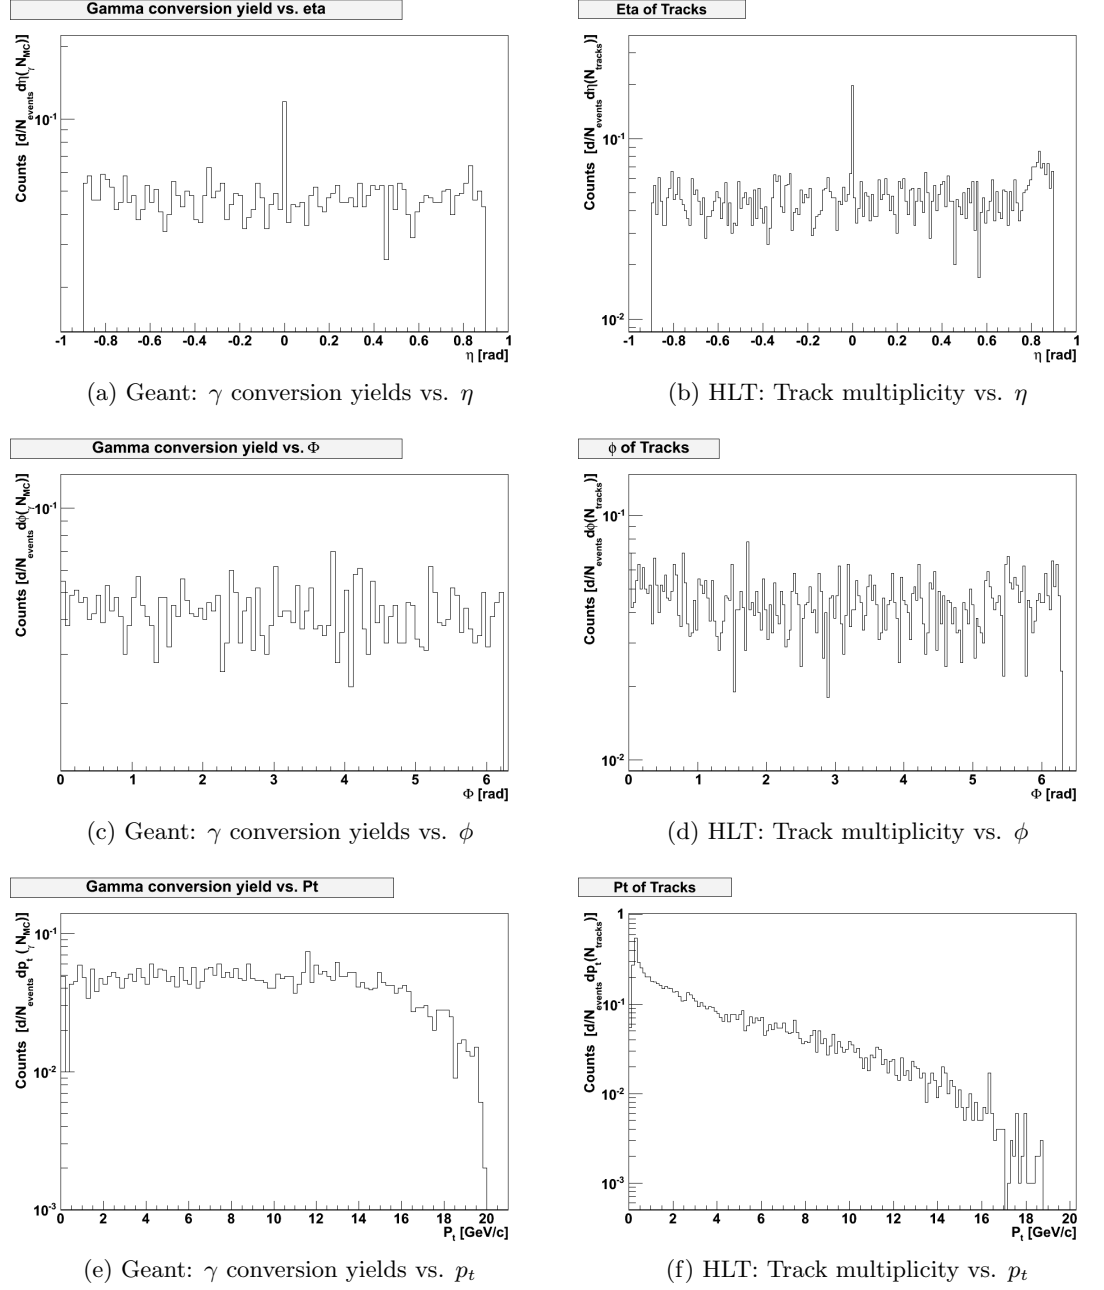 Gamma conversion yield vs. eta
Counts [d/N_events dη(γN_MC)]
10^-1
-1 -0.8 -0.6 -0.4 -0.2 0 0.2 0.4 0.6 0.8 1
η [rad]
(a) Geant: γ conversion yields vs. η
Eta of Tracks
Counts [d/N_events dη(N_tracks)]
10^-1
10^-2
-1 -0.8 -0.6 -0.4 -0.2 0 0.2 0.4 0.6 0.8 1
η [rad]
(b) HLT: Track multiplicity vs. η
Gamma conversion yield vs. Φ
Counts [d/N_events dϕ(γN_MC)]
10^-1
0 1 2 3 4 5 6
Φ [rad]
(c) Geant: γ conversion yields vs. ϕ
ϕ of Tracks
Counts [d/N_events dϕ(N_tracks)]
10^-1
10^-2
0 1 2 3 4 5 6
Φ [rad]
(d) HLT: Track multiplicity vs. ϕ
Gamma conversion yield vs. Pt
Counts [d/N_events dp_t(γN_MC)]
10^-1
10^-2
10^-3
0 2 4 6 8 10 12 14 16 18 20
P_t [GeV/c]
(e) Geant: γ conversion yields vs. p_t
Pt of Tracks
Counts [d/N_events dp_t(N_tracks)]
1
10^-1
10^-2
10^-3
0 2 4 6 8 10 12 14 16 18 20
P_t [GeV/c]
(f) HLT: Track multiplicity vs. p_t